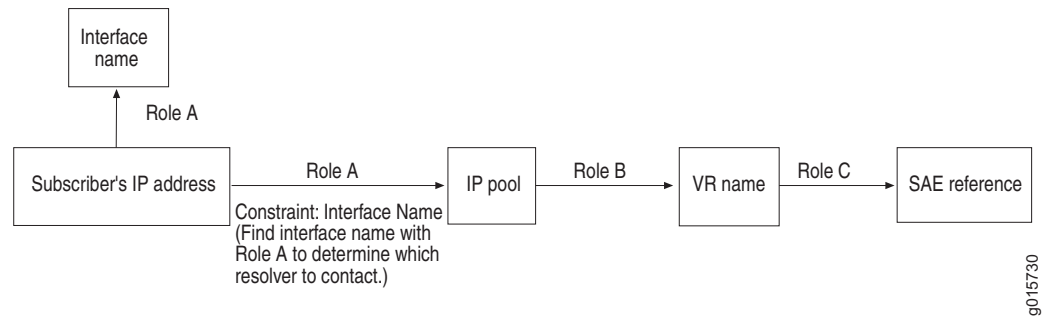 Interface
name
Role A
Subscriber's IP address
Role A
Constraint: Interface Name
(Find interface name with
Role A to determine which
resolver to contact.)
IP pool
Role B
VR name
Role C
SAE reference
g015730